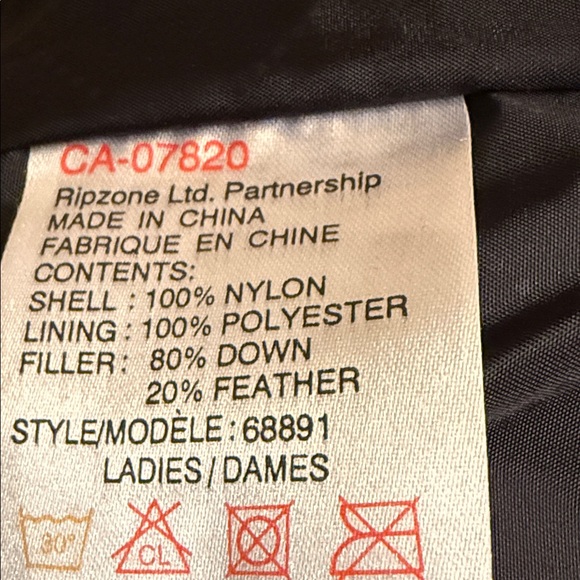 CA-07820
Ripzone Ltd. Partnership
MADE IN CHINA
FABRIQUE EN CHINE
CONTENTS:
SHELL : 100% NYLON
LINING : 100% POLYESTER
FILLER: 80% DOWN
20% FEATHER
STYLE/MODÈLE : 68891
LADIES / DAMES
30° CL